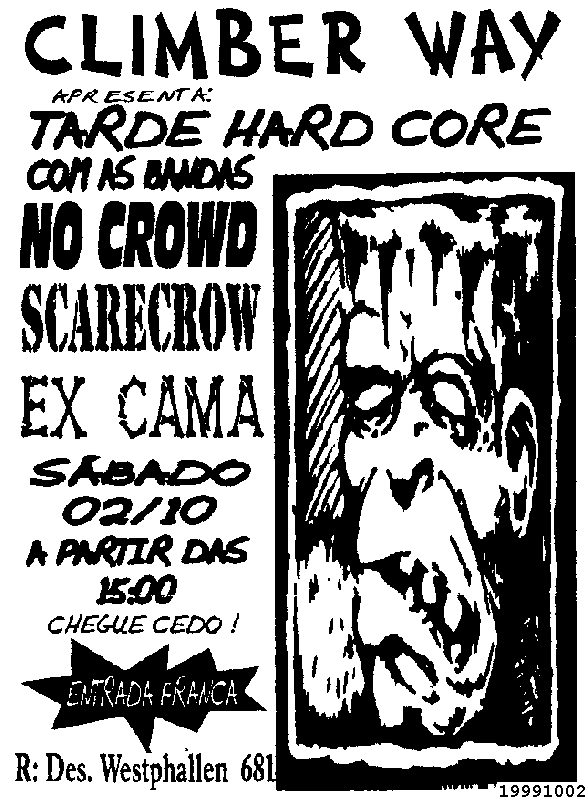 CLIMBER WAY
APRESENTA:
TARDE HARD CORE
COM AS BANDAS
NO CROWD
SCARECROW
EX CAMA
SÁBADO
02/10
A PARTIR DAS
15:00
CHEGUE CEDO!
ENTRADA FRANCA
R: Des. Westphallen 681
19991002